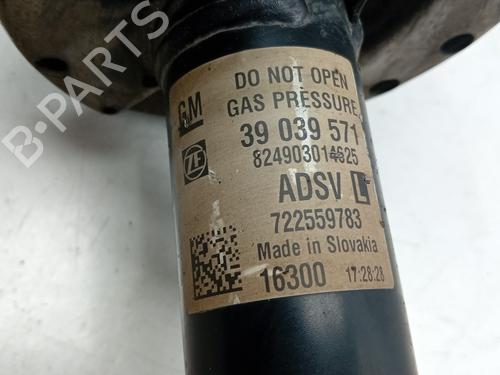 DO NOT OPEN
GM GAS PRESSURE
39 039 571
ZF
ADSV L
722559783
Made in Slovakia
16300 17:28:28
B-PARTS